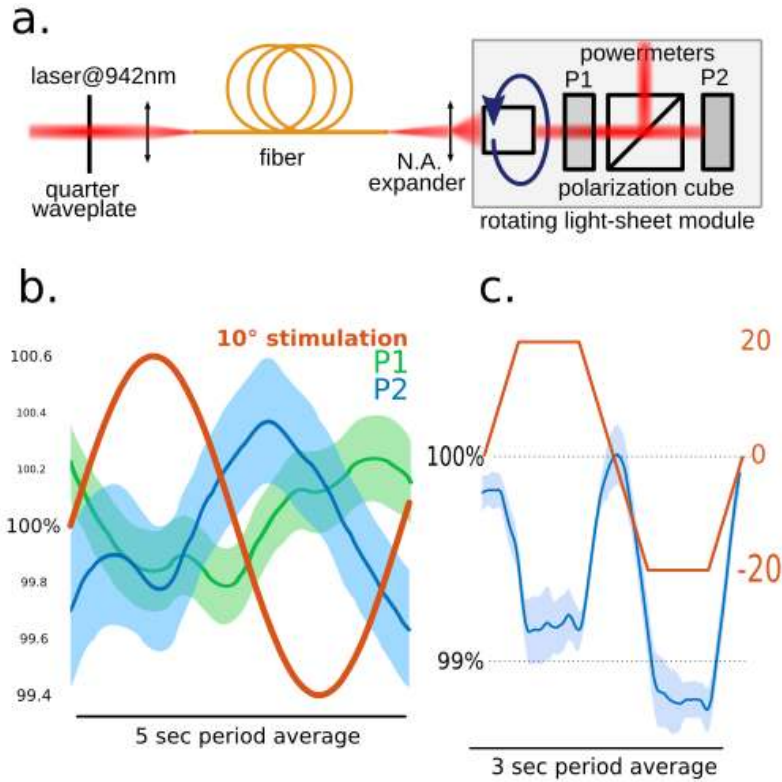 a.
laser@942nm
quarter
waveplate
fiber
N.A.
expander
powermeters
P1
P2
polarization cube
rotating light-sheet module
b.
10° stimulation
P1
P2
100.6
100.4
100.2
100%
99.8
99.6
99.4
5 sec period average
c.
20
100%
0
-20
99%
3 sec period average